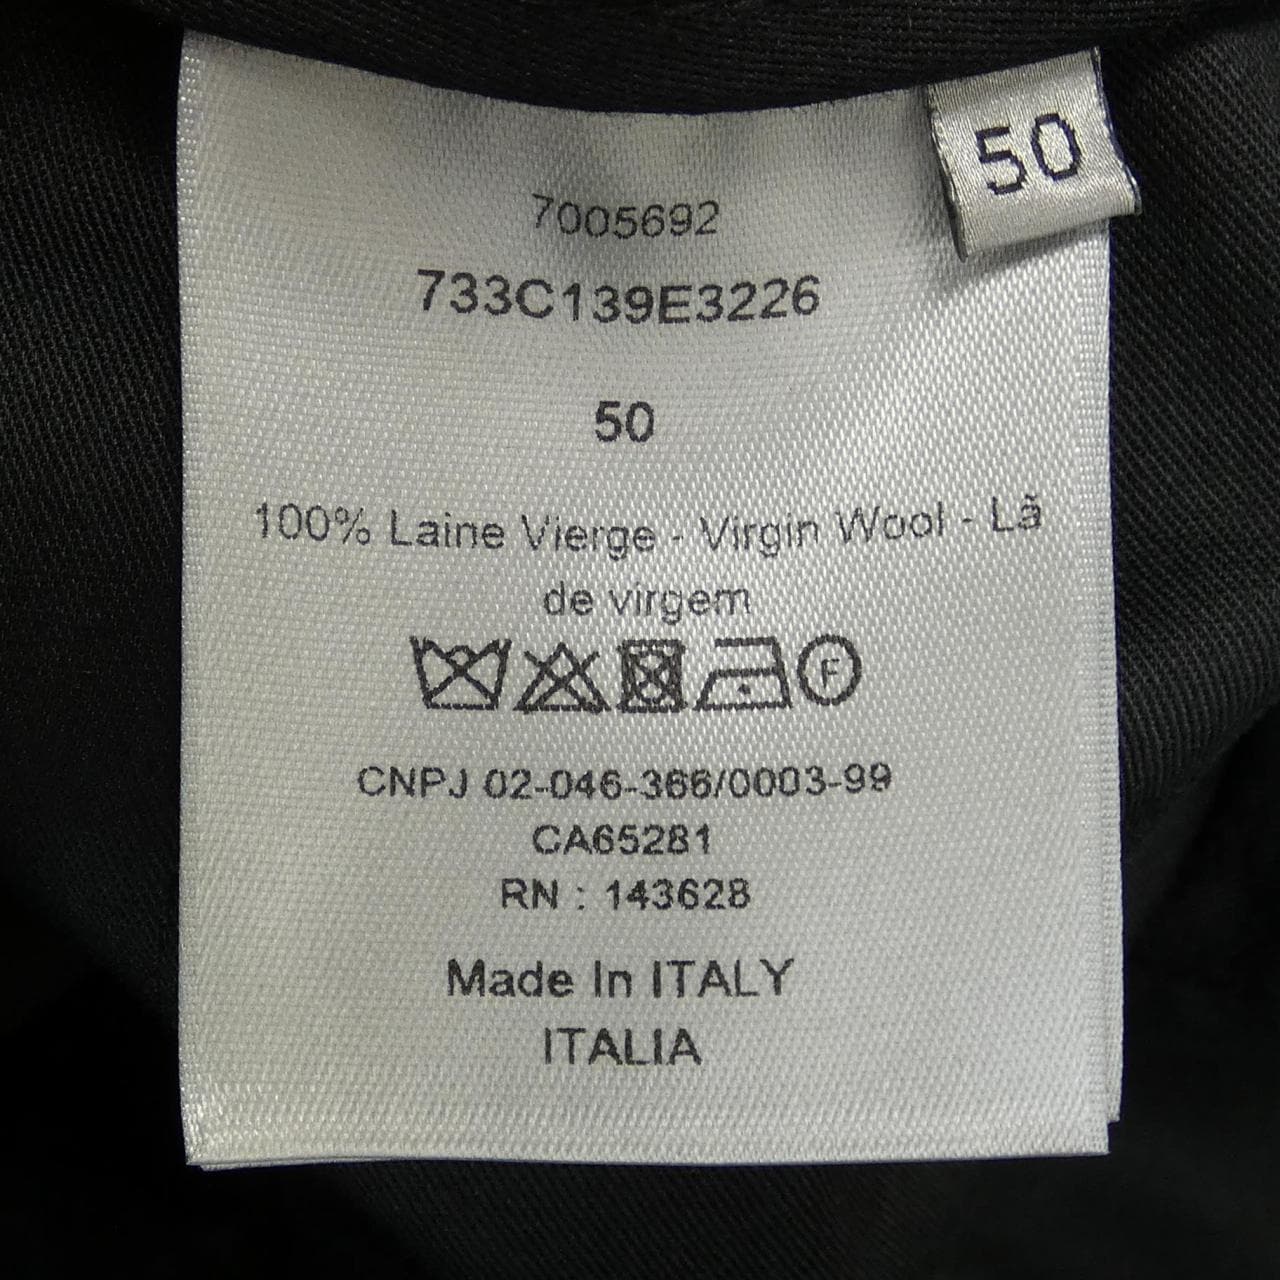 50
7005692
733C139E3226
50
100% Laine Vierge - Virgin Wool - Lã
de virgem
F
CNPJ 02-046-366/0003-99
CA65281
RN : 143628
Made In ITALY
ITALIA